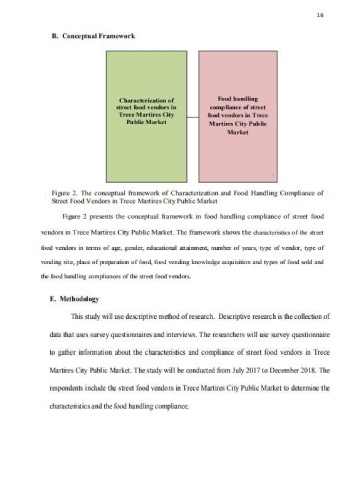 16
B. Conceptual Framework
Characterization of
street food vendors in
Trece Martires City
Public Market
Food handling
compliance of street
food vendors in Trece
Martires City Public
Market
Figure 2. The conceptual framework of Characterization and Food Handling Compliance of
Street Food Vendors in Trece Martires City Public Market
Figure 2 presents the conceptual framework in food handling compliance of street food
vendors in Trece Martires City Public Market. The framework shows the characteristics of the street
food vendors in terms of age, gender, educational attainment, number of years, type of vendor, type of
vending site, place of preparation of food, food vending knowledge acquisition and types of food sold and
the food handling compliances of the street food vendors.
E. Methodology
This study will use descriptive method of research. Descriptive research is the collection of
data that uses survey questionnaires and interviews. The researchers will use survey questionnaire
to gather information about the characteristics and compliance of street food vendors in Trece
Martires City Public Market. The study will be conducted from July 2017 to December 2018. The
respondents include the street food vendors in Trece Martires City Public Market to determine the
characteristics and the food handling compliance.